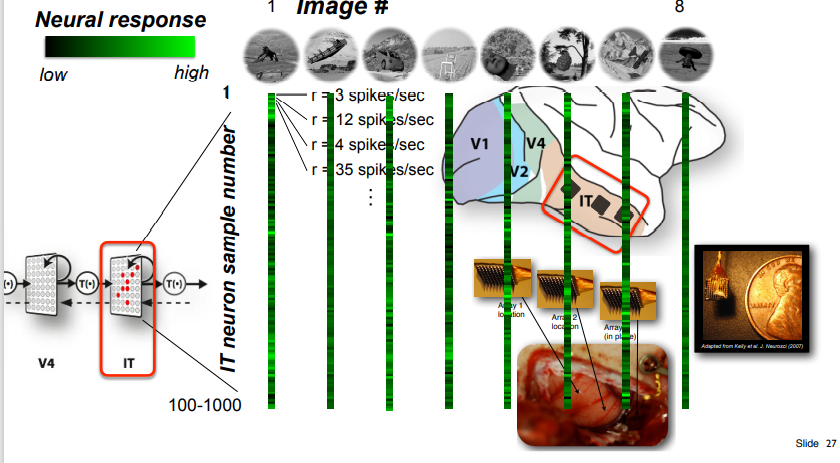 Neural response
low
high
1
Image #
8
1
r = 3 spikes/sec
r = 12 spikes/sec
r = 4 spikes/sec
r = 35 spikes/sec
⋮
IT neuron sample number
100-1000
T(•)
T(•)
V4
IT
V1
V2
V4
IT
Array 1
location
Array 2
location
Array
(in place)
Adapted from Kelly et al. J. Neurosci (2007)
Slide 27